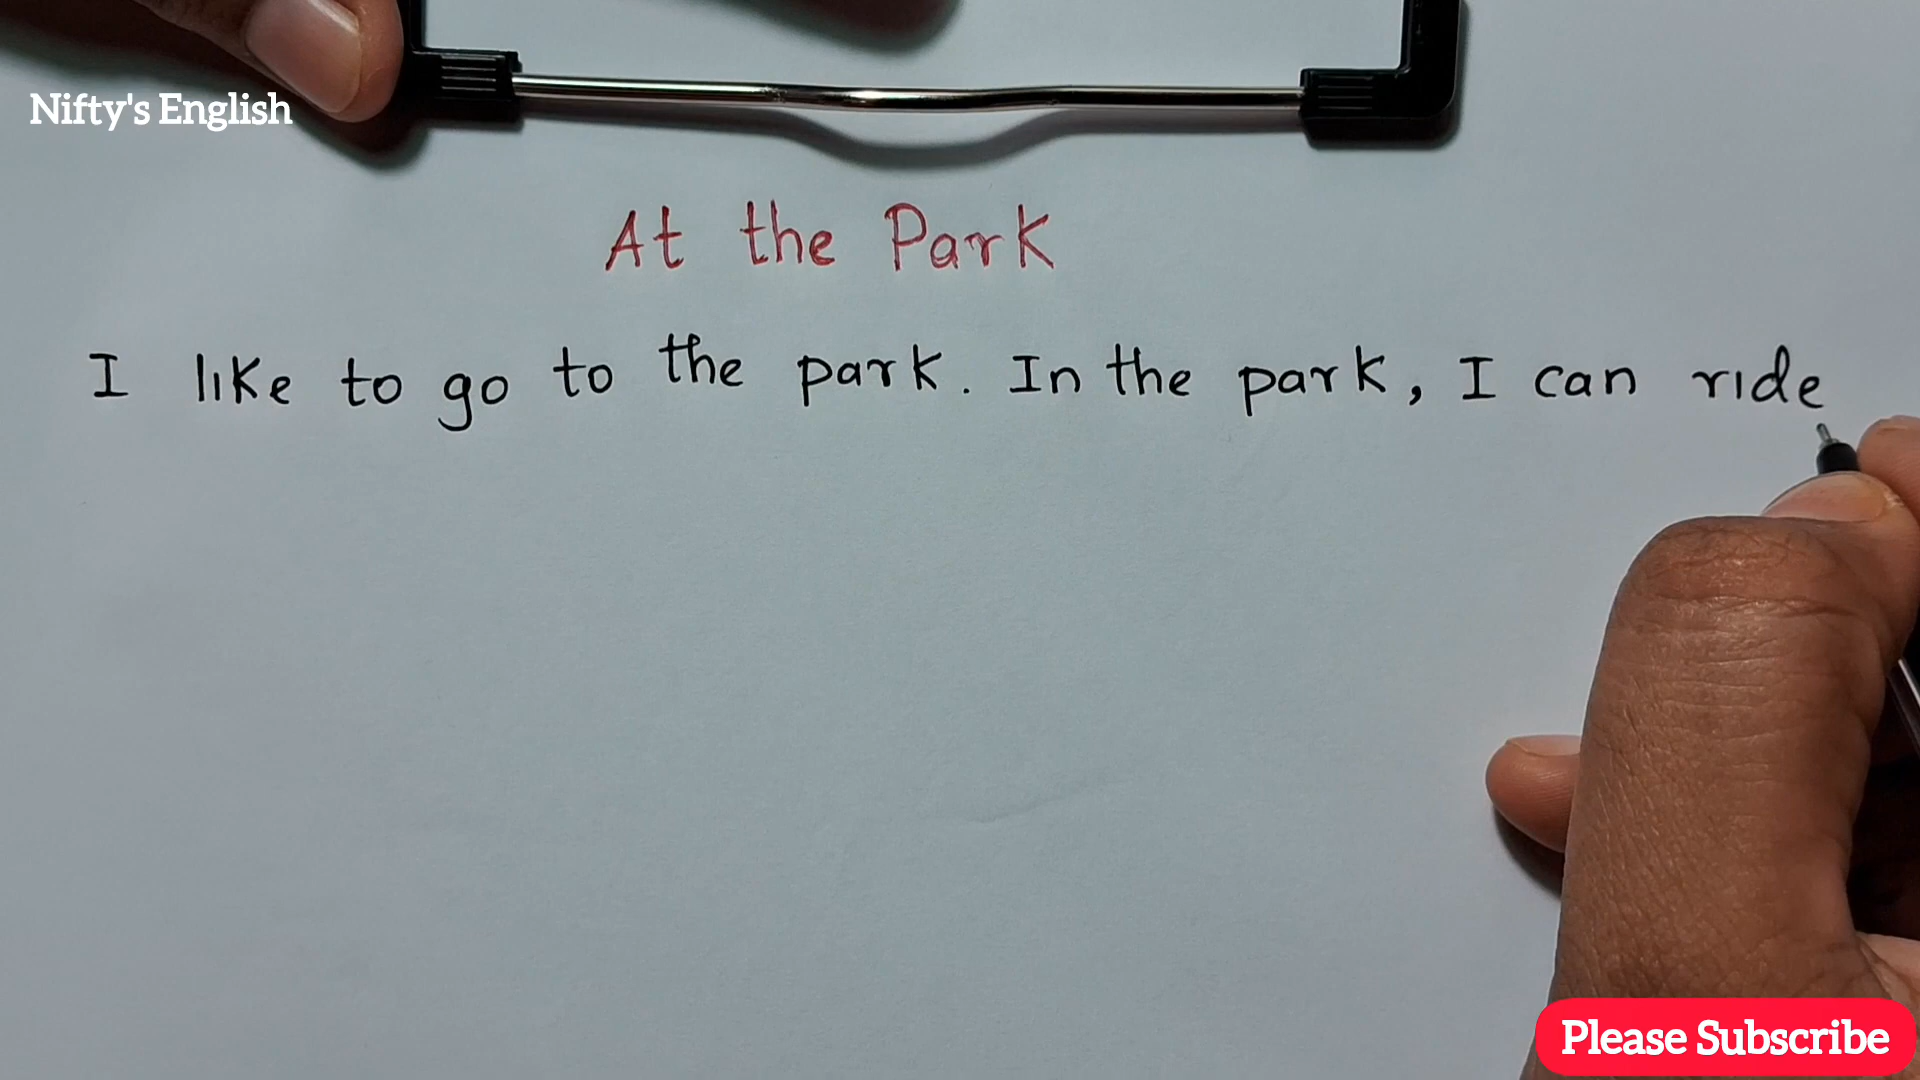 Nifty's English
At the Park
I like to go to the park. In the park, I can ride
Please Subscribe